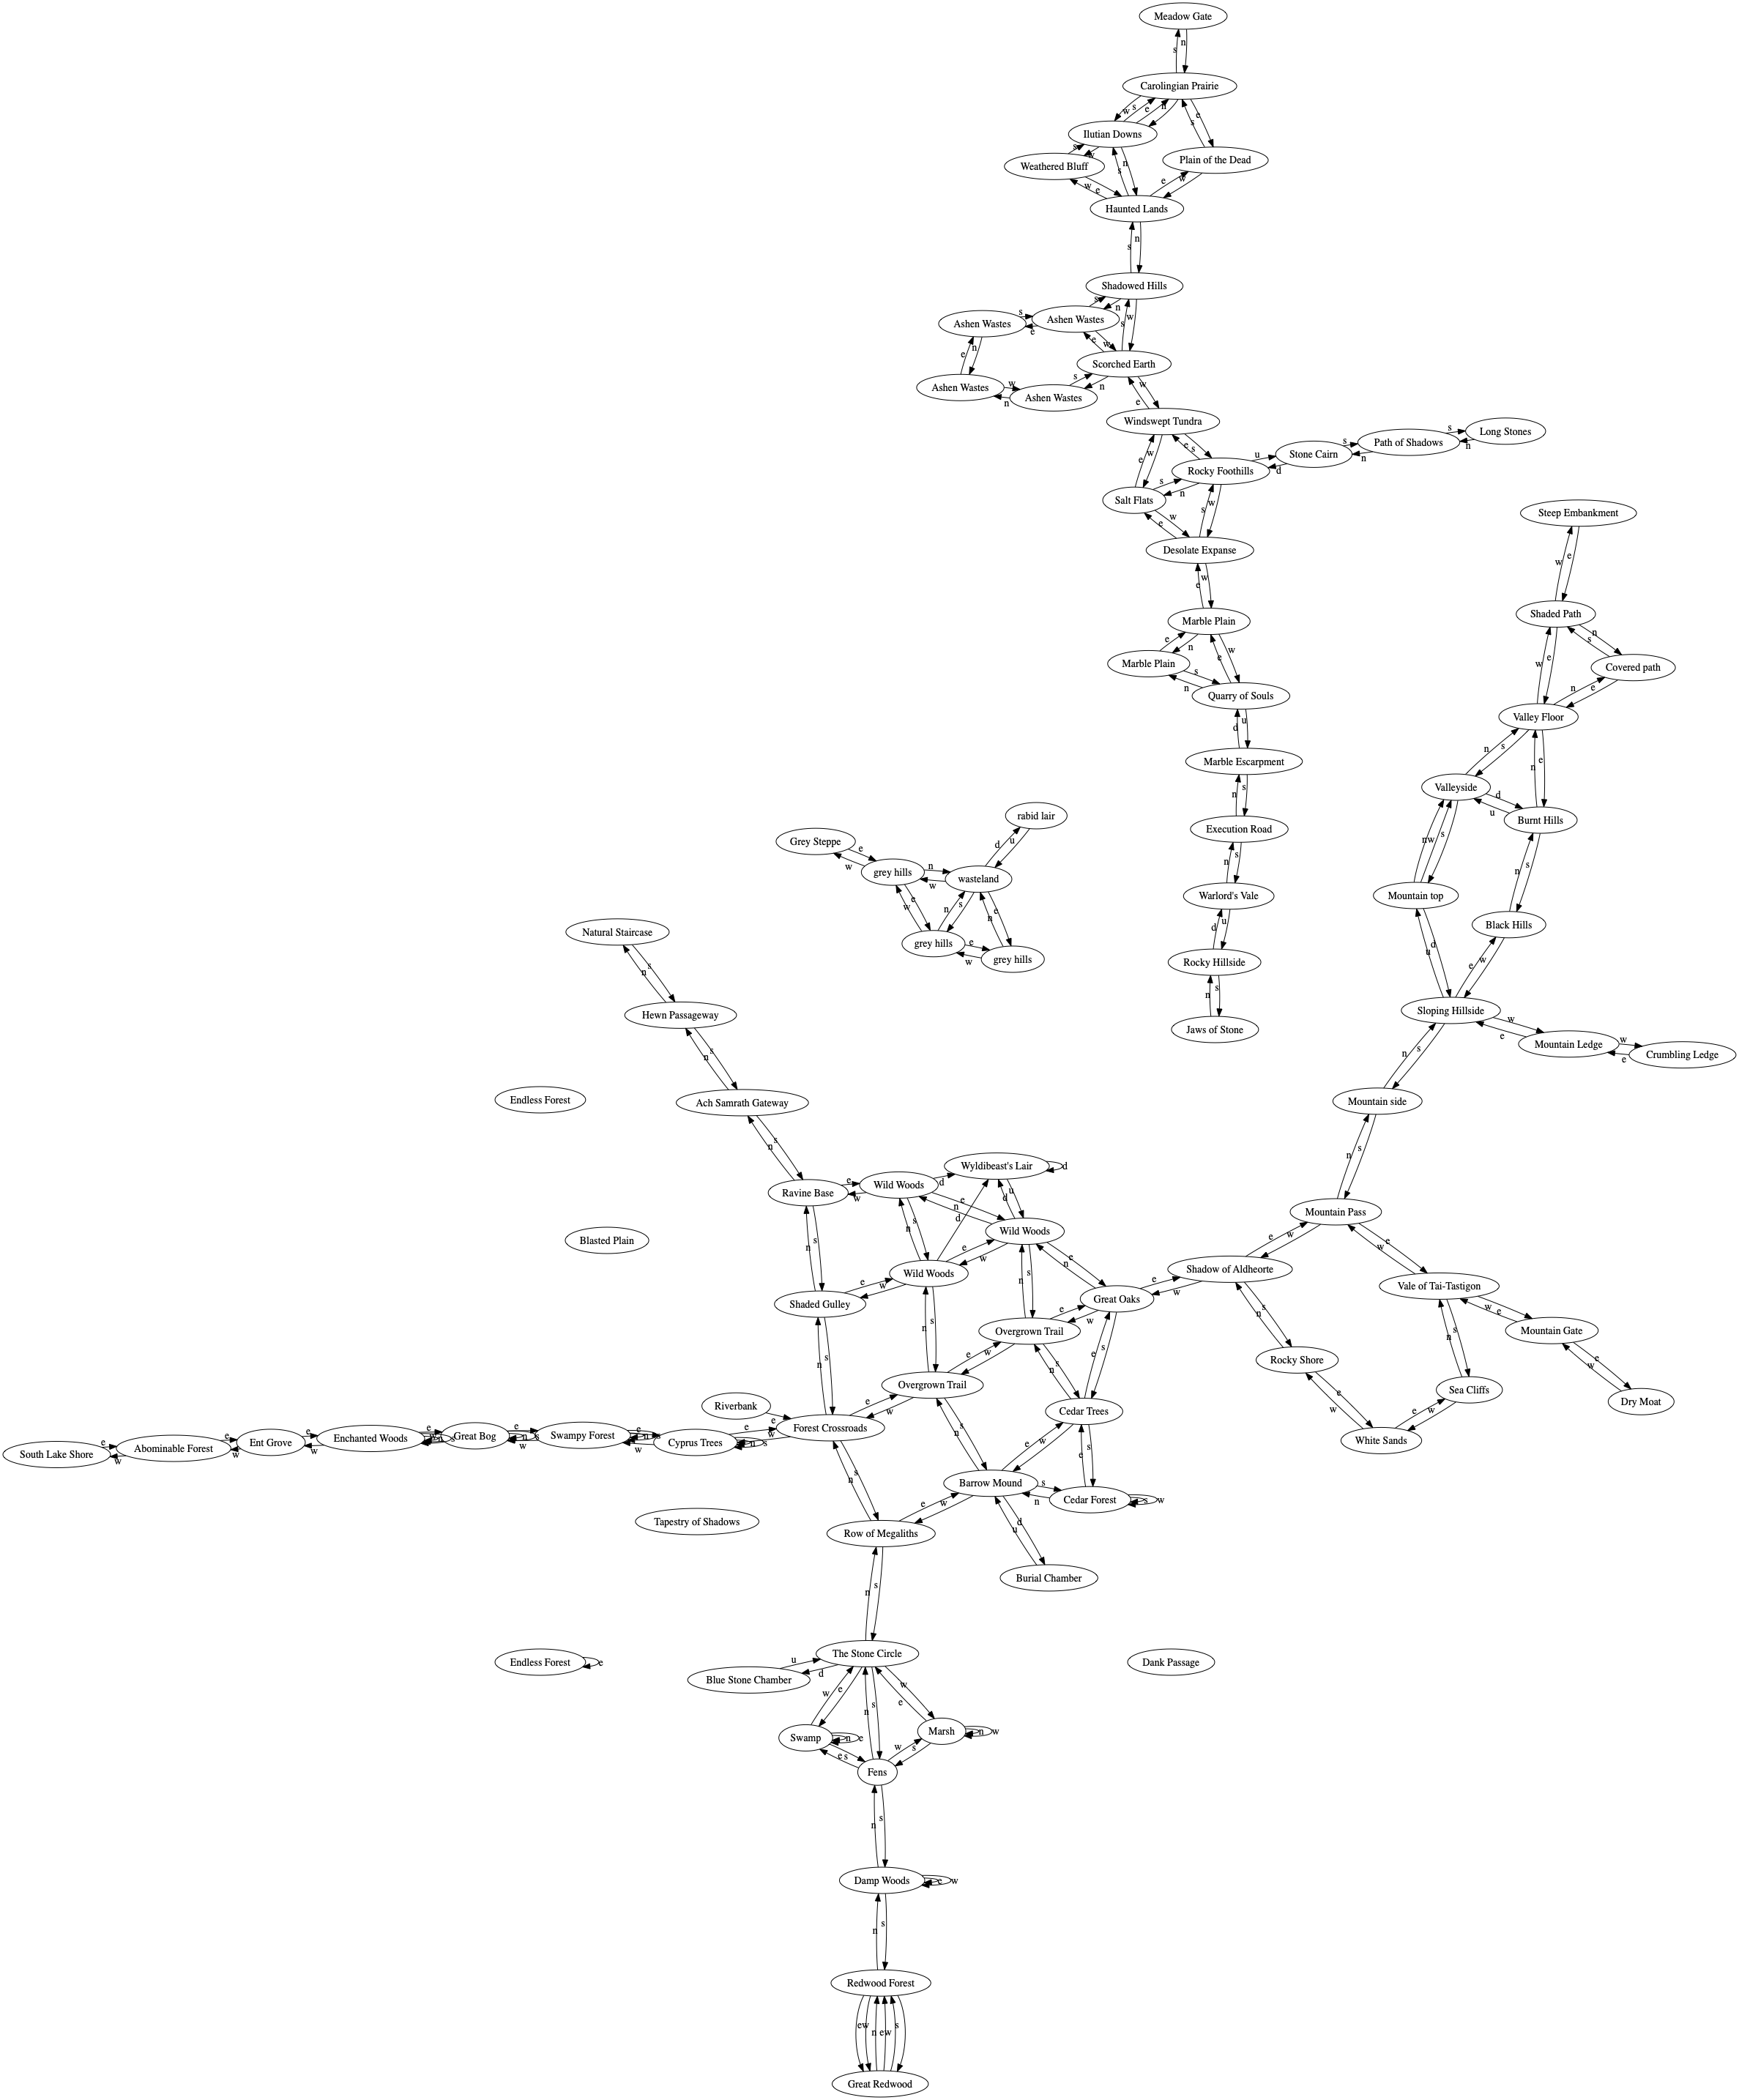 Meadow Gate
s n
Carolingian Prairie
w s e n s e
Ilutian Downs
Plain of the Dead
Weathered Bluff
s w
w e s n e w
Haunted Lands
s n
Shadowed Hills
s n
Ashen Wastes
Ashen Wastes
s e
e w s w
Scorched Earth
e n
Ashen Wastes
w n
Ashen Wastes
s n
e w
Windswept Tundra
e w e s
Rocky Foothills
u d
Stone Cairn
s n
Path of Shadows
s n
Long Stones
Salt Flats
s n
w e s w
Desolate Expanse
e w
Steep Embankment
w e
Marble Plain
e n
Marble Plain
s n
e w
Quarry of Souls
d u
Shaded Path
n s
Covered path
w e
n e
Valley Floor
n s
n e
Marble Escarpment
n s
Valleyside
d u
Burnt Hills
Execution Road
n s
rabid lair
d u
Grey Steppe
e w
grey hills
n w
wasteland
w e
n s
n e
grey hills
e w
grey hills
Warlord's Vale
d u
Rocky Hillside
n s
Jaws of Stone
n w s
Mountain top
u d
n s
Black Hills
e w
Sloping Hillside
w e
Mountain Ledge
w e
Crumbling Ledge
n s
Mountain side
n s
Mountain Pass
Natural Staircase
n s
Hewn Passageway
n s
Ach Samrath Gateway
n s
Endless Forest
Blasted Plain
Ravine Base
e w
Wild Woods
d
Wyldibeast's Lair
d
d u
n e
d
n s
n s
Wild Woods
Wild Woods
e w
Shaded Gulley
e w
n s
n s
n s
n e
Great Oaks
e w
Shadow of Aldheorte
e w
w e
Vale of Tai-Tastigon
w e
Mountain Gate
w e
Dry Moat
n s
Sea Cliffs
n s
Rocky Shore
w e
White Sands
e w
Overgrown Trail
e w
Overgrown Trail
e w
e w
n s
e s
Cedar Trees
Riverbank
e
Forest Crossroads
e w
South Lake Shore
e w
Abominable Forest
e w
Ent Grove
e w
Enchanted Woods
e w n s
Great Bog
e w n s
Swampy Forest
e w n s
Cyprus Trees
e w n s
n s
n s
Barrow Mound
e w
s n
Cedar Forest
e s
s w
Tapestry of Shadows
Row of Megaliths
e w
u d
Burial Chamber
n s
The Stone Circle
Endless Forest
e
Dank Passage
Blue Stone Chamber
u d
w e
n s
w e
Swamp
n e
Marsh
n w
e s
w s
Fens
n s
Damp Woods
e w
n s
Redwood Forest
e w n e w s
Great Redwood